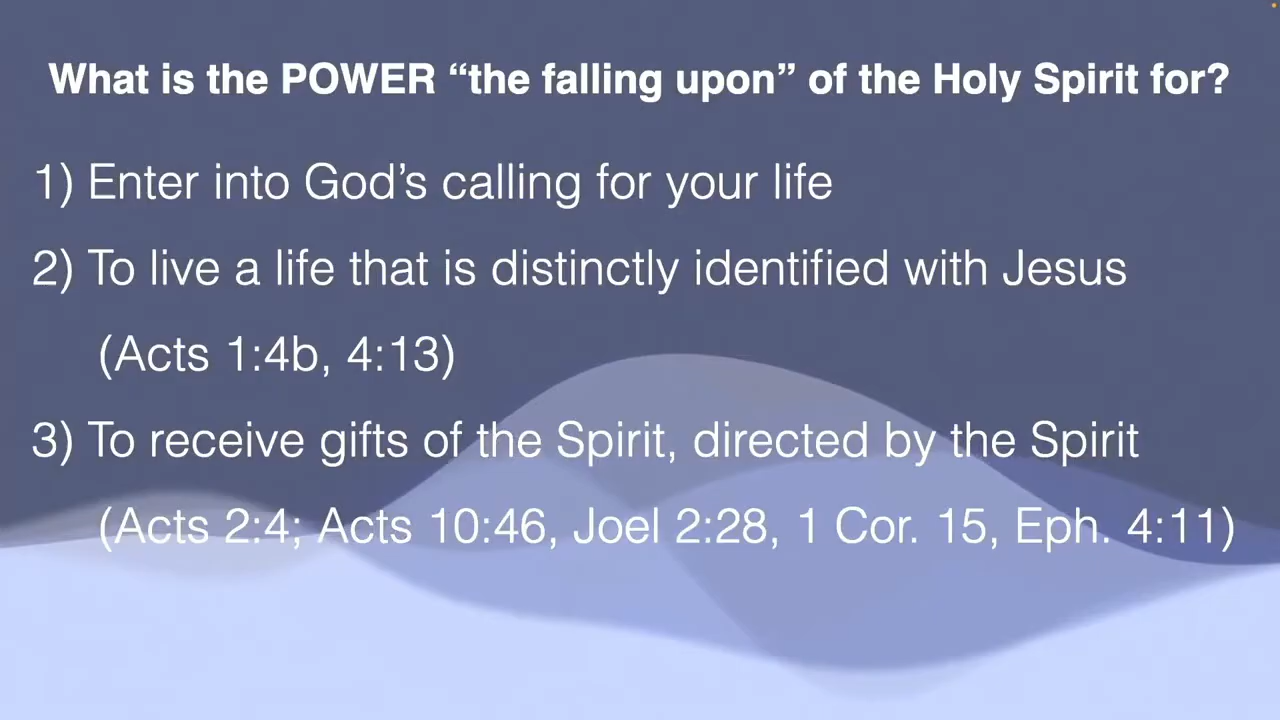 What is the POWER “the falling upon” of the Holy Spirit for?
1) Enter into God’s calling for your life
2) To live a life that is distinctly identified with Jesus
(Acts 1:4b, 4:13)
3) To receive gifts of the Spirit, directed by the Spirit
(Acts 2:4; Acts 10:46, Joel 2:28, 1 Cor. 15, Eph. 4:11)